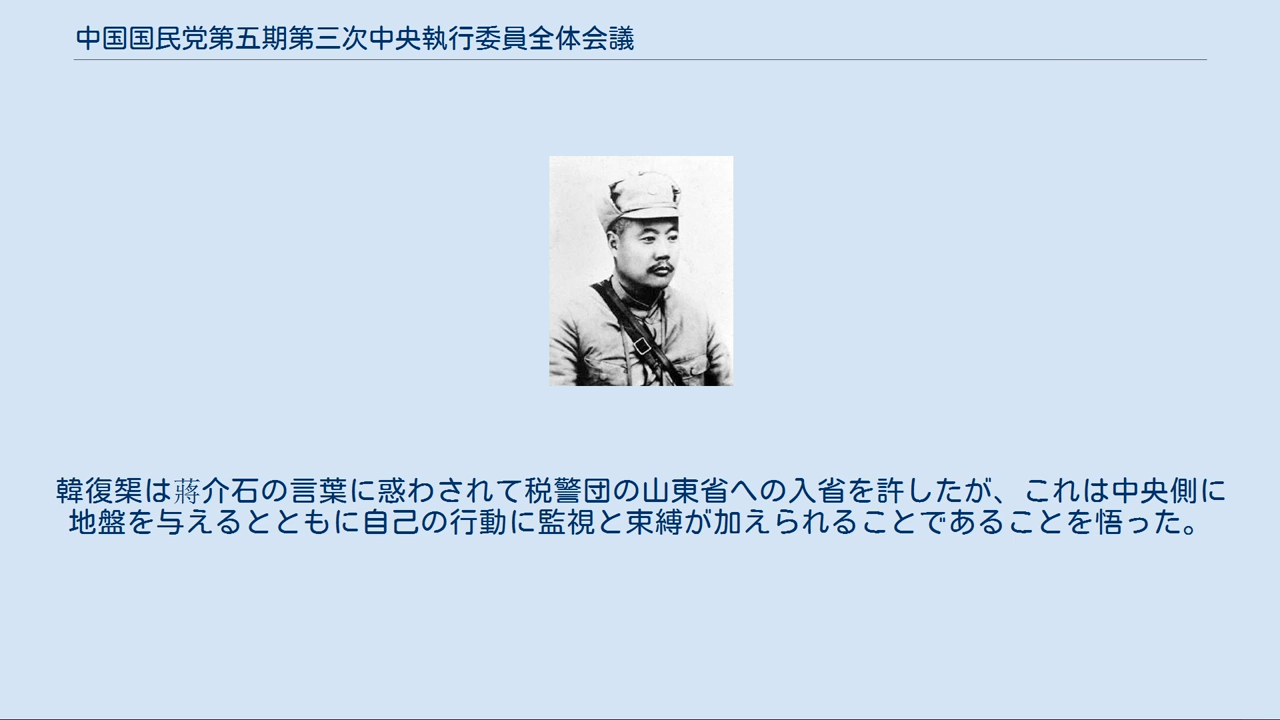 中国国民党第五期第三次中央執行委員全体会議
韓復榘は蔣介石の言葉に惑わされて税警団の山東省への入省を許したが、これは中央側に
地盤を与えるとともに自己の行動に監視と束縛が加えられることであることを悟った。